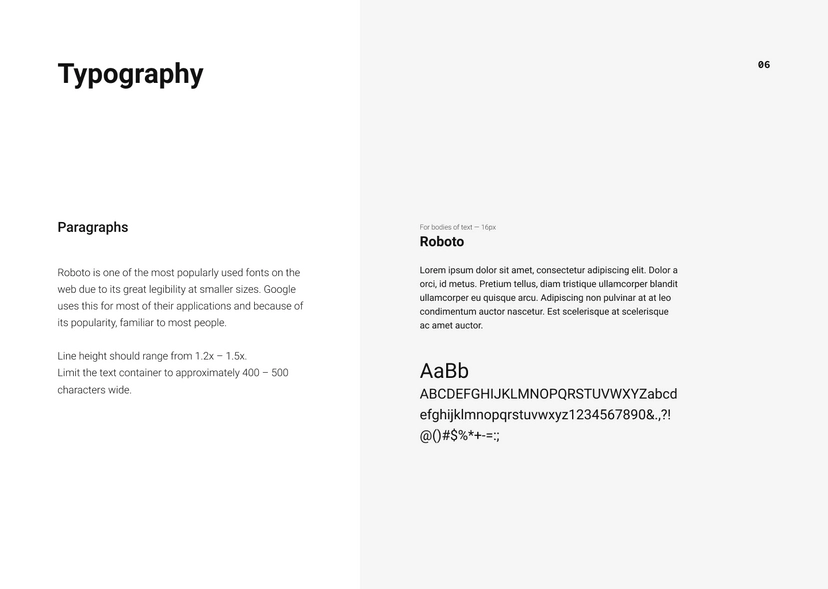 Typography
06
Paragraphs
Roboto is one of the most popularly used fonts on the
web due to its great legibility at smaller sizes. Google
uses this for most of their applications and because of
its popularity, familiar to most people.
Line height should range from 1.2x – 1.5x.
Limit the text container to approximately 400 – 500
characters wide.
For bodies of text — 16px
Roboto
Lorem ipsum dolor sit amet, consectetur adipiscing elit. Dolor a
orci, id metus. Pretium tellus, diam tristique ullamcorper blandit
ullamcorper eu quisque arcu. Adipiscing non pulvinar at at leo
condimentum auctor nascetur. Est scelerisque at scelerisque
ac amet auctor.
AaBb
ABCDEFGHIJKLMNOPQRSTUVWXYZabcd
efghijklmnopqrstuvwxyz1234567890&.,?!
@()#$%*+-=:;